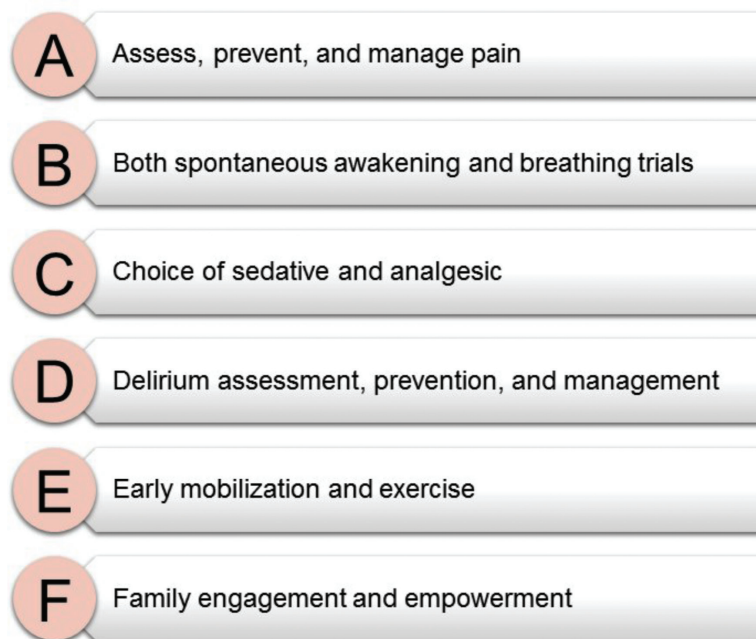 A Assess, prevent, and manage pain
B Both spontaneous awakening and breathing trials
C Choice of sedative and analgesic
D Delirium assessment, prevention, and management
E Early mobilization and exercise
F Family engagement and empowerment